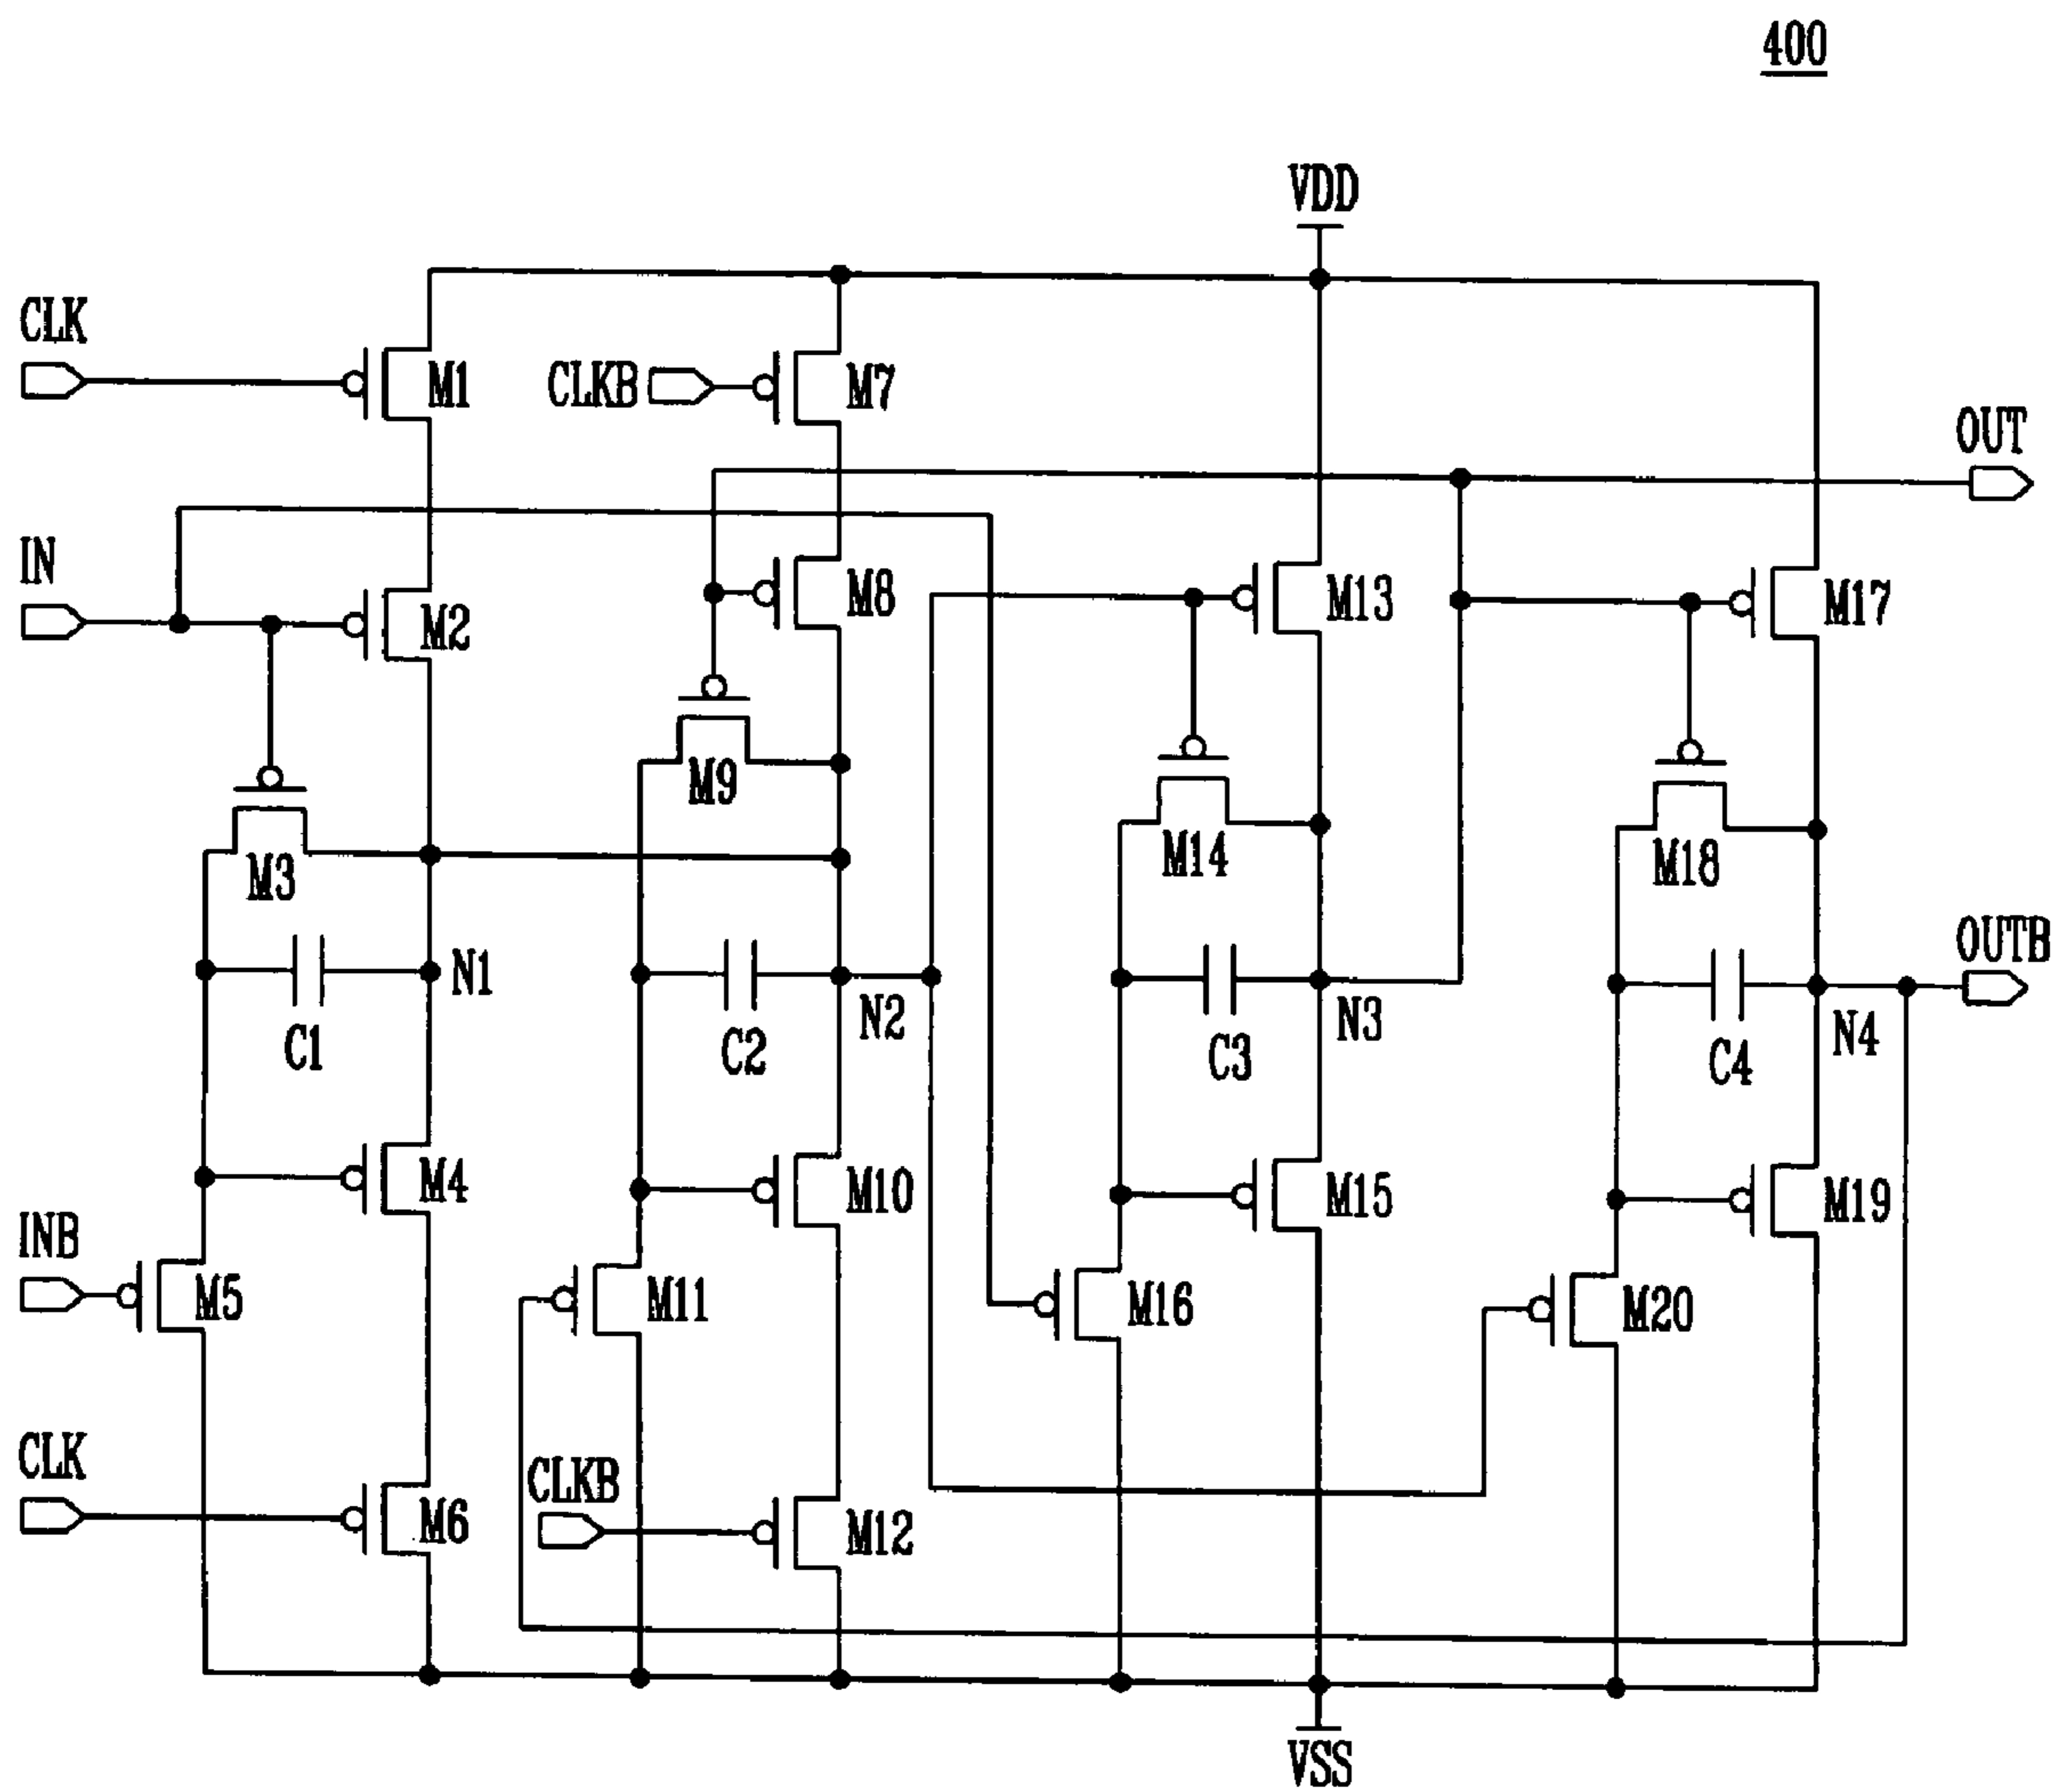 400
VDD
CLK
M1
CLKB
M7
OUT
IN
M2
M8
M13
M17
M9
M3
M14
M18
OUTB
N1
C1
N2
C2
N3
C3
N4
C4
M4
M10
M15
M19
INB
M5
M11
M16
M20
CLK
M6
CLKB
M12
VSS